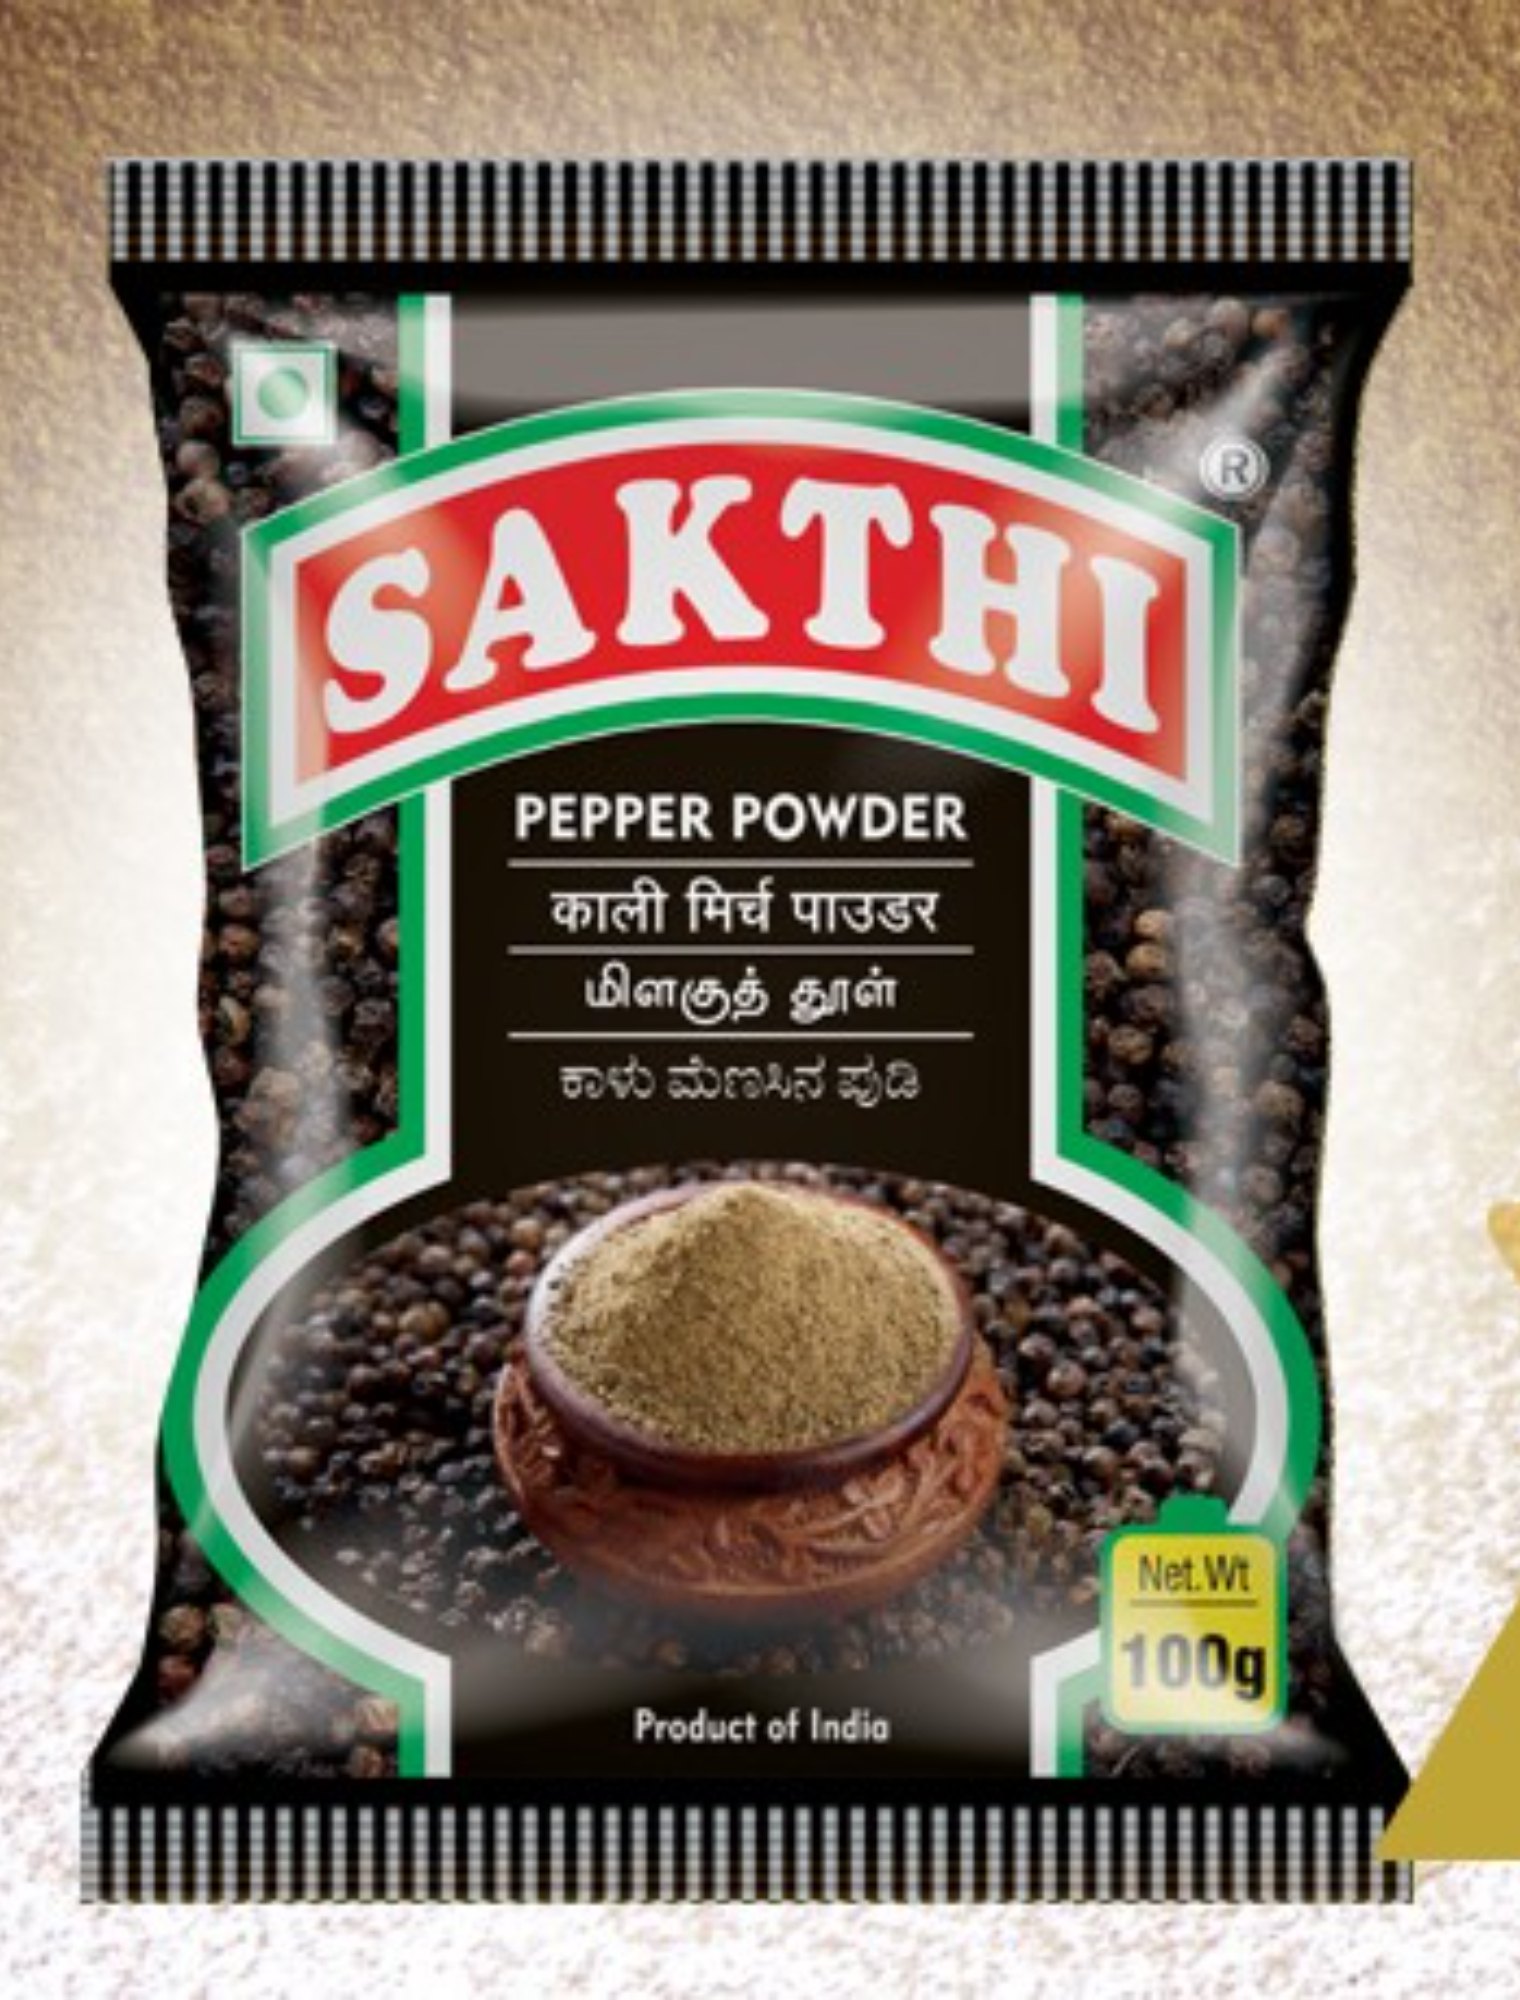 ®
SAKTHI
PEPPER POWDER
काली मिर्च पाउडर
மிளகுத் தூள்
ಕಾಳು ಮೆಣಸಿನ ಪುಡಿ
Net.Wt
100g
Product of India